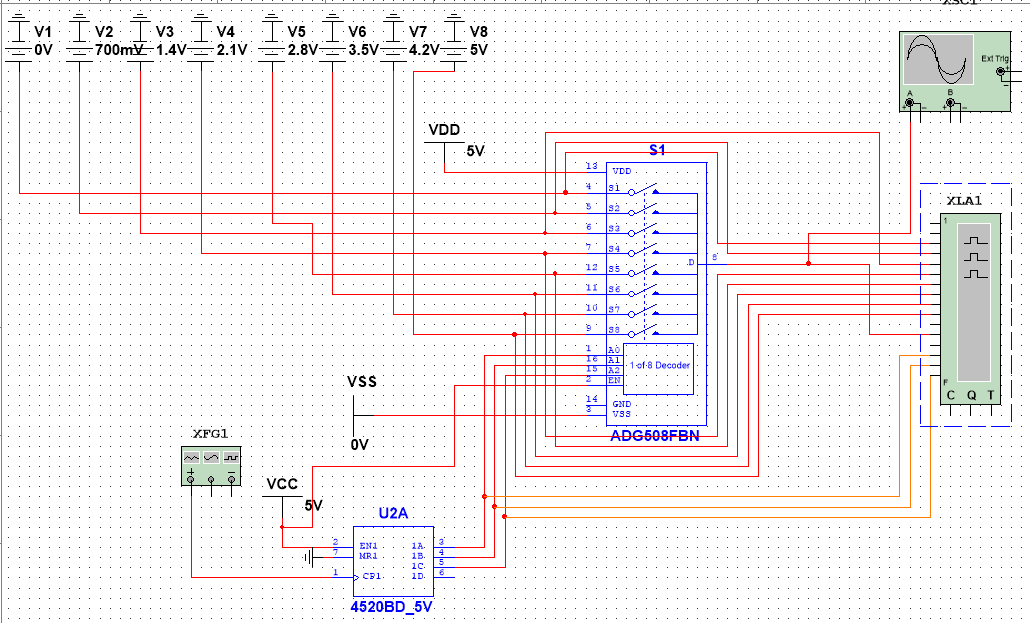 XSC1
V1 V2 V3 V4 V5 V6 V7 V8
0V 700mV 1.4V 2.1V 2.8V 3.5V 4.2V 5V
Ext Trig
+
−
A B
+ − + −
VDD
5V
S1
13 VDD
4 S1
5 S2
6 S3
7 S4
12 S5
11 S6
10 S7
9 S8
D 8
1 A0
16 A1
15 A2
2 EN
1-of-8 Decoder
14 GND
3 VSS
ADG508FBN
XLA1
1
F
C Q T
VSS
0V
XFG1
+ −
VCC
5V
U2A
2 EN1 1A 3
7 MR1 1B 4
1C 5
1 CP1 1D 6
4520BD_5V